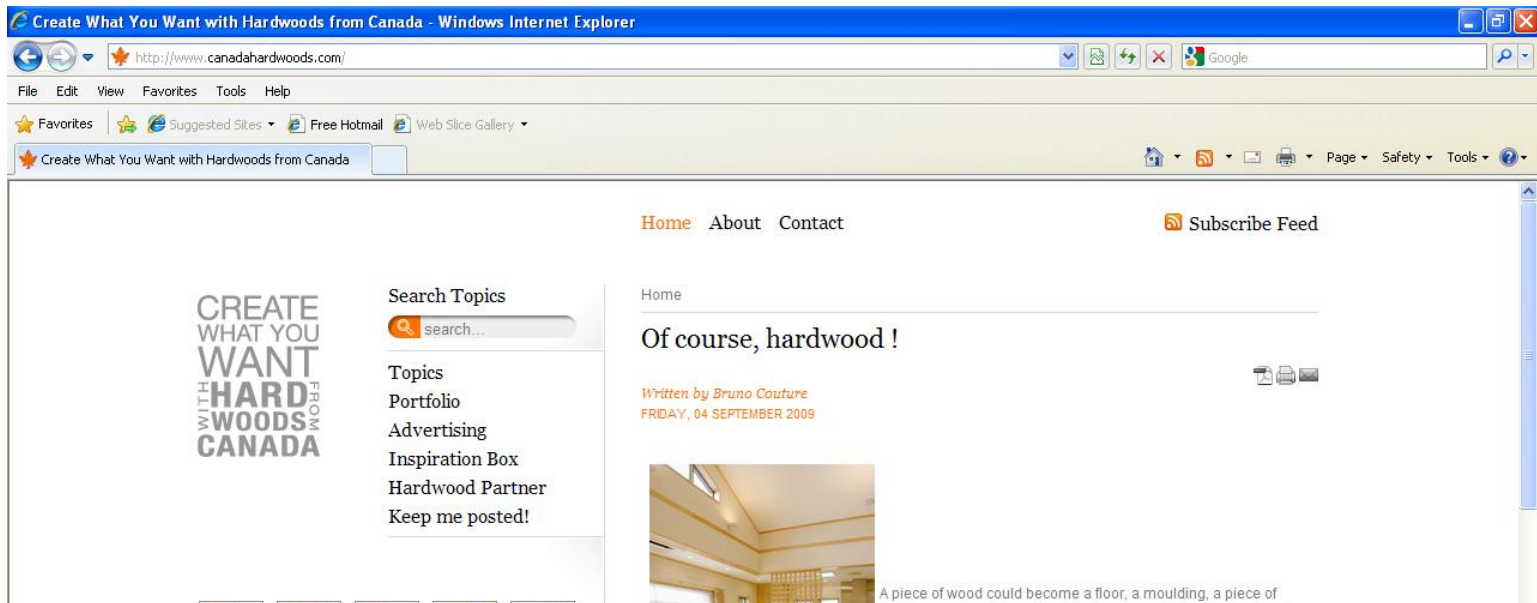 Create What You Want with Hardwoods from Canada - Windows Internet Explorer
http://www.canadahardwoods.com/
Google
File Edit View Favorites Tools Help
Favorites Suggested Sites Free Hotmail Web Slice Gallery
Create What You Want with Hardwoods from Canada
Page Safety Tools
Home About Contact
Subscribe Feed
CREATE
WHAT YOU
WANT
WITH HARD FROM
WOODS
CANADA
Search Topics
search...
Topics
Portfolio
Advertising
Inspiration Box
Hardwood Partner
Keep me posted!
Home
Of course, hardwood !
Written by Bruno Couture
FRIDAY, 04 SEPTEMBER 2009
A piece of wood could become a floor, a moulding, a piece of